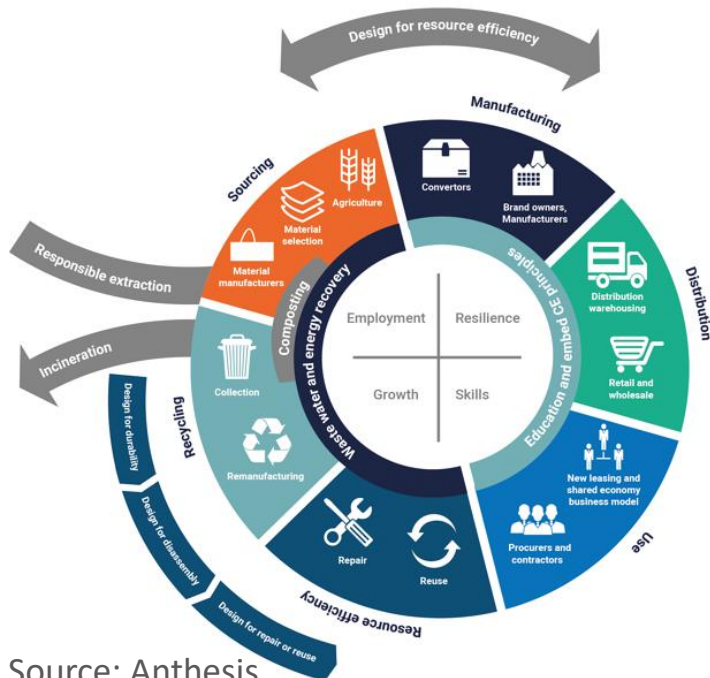 Design for resource efficiency
Manufacturing
Sourcing
Convertors
Brand owners,
Manufacturers
Agriculture
Material
selection
Material
manufacturers
Responsible extraction
Incineration
Composting
Waste water and energy recovery
Education and embed CE principles
Employment
Resilience
Growth
Skills
Distribution
Distribution
warehousing
Retail and
wholesale
Use
New leasing and
shared economy
business model
Procurers and
contractors
Resource efficiency
Repair
Reuse
Recycling
Collection
Remanufacturing
Design for durability
Design for disassembly
Design for repair or reuse
Source: Anthesis